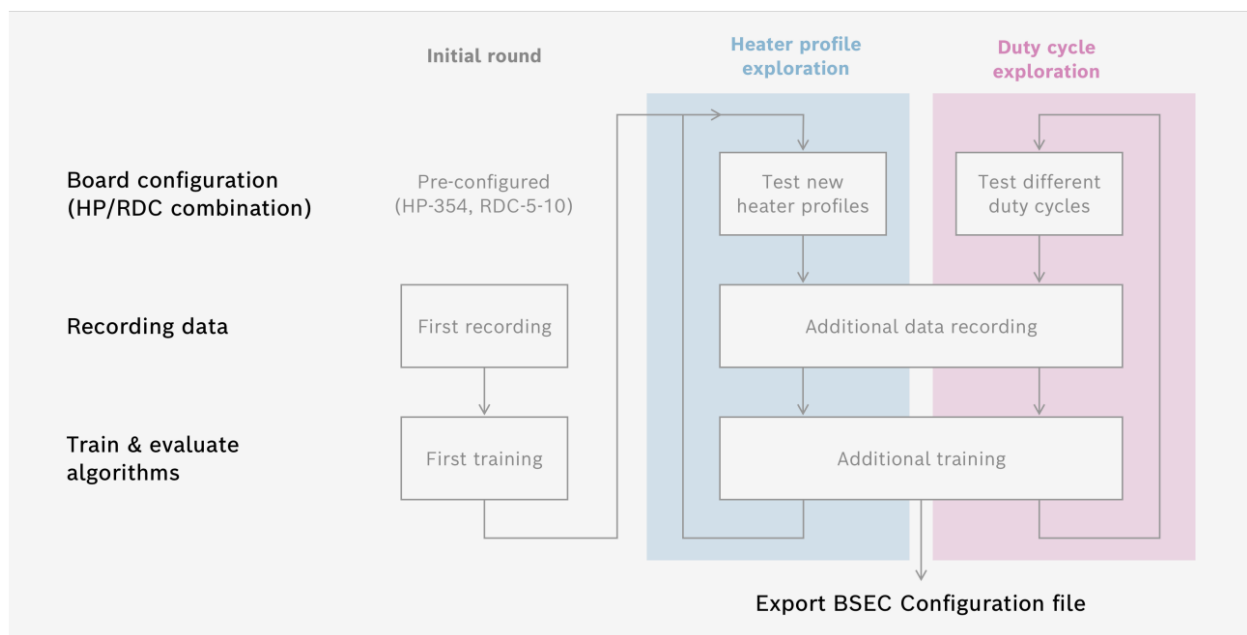 Initial round
Heater profile
exploration
Duty cycle
exploration
Board configuration
(HP/RDC combination)
Pre-configured
(HP-354, RDC-5-10)
Test new
heater profiles
Test different
duty cycles
Recording data
First recording
Additional data recording
Train & evaluate
algorithms
First training
Additional training
Export BSEC Configuration file